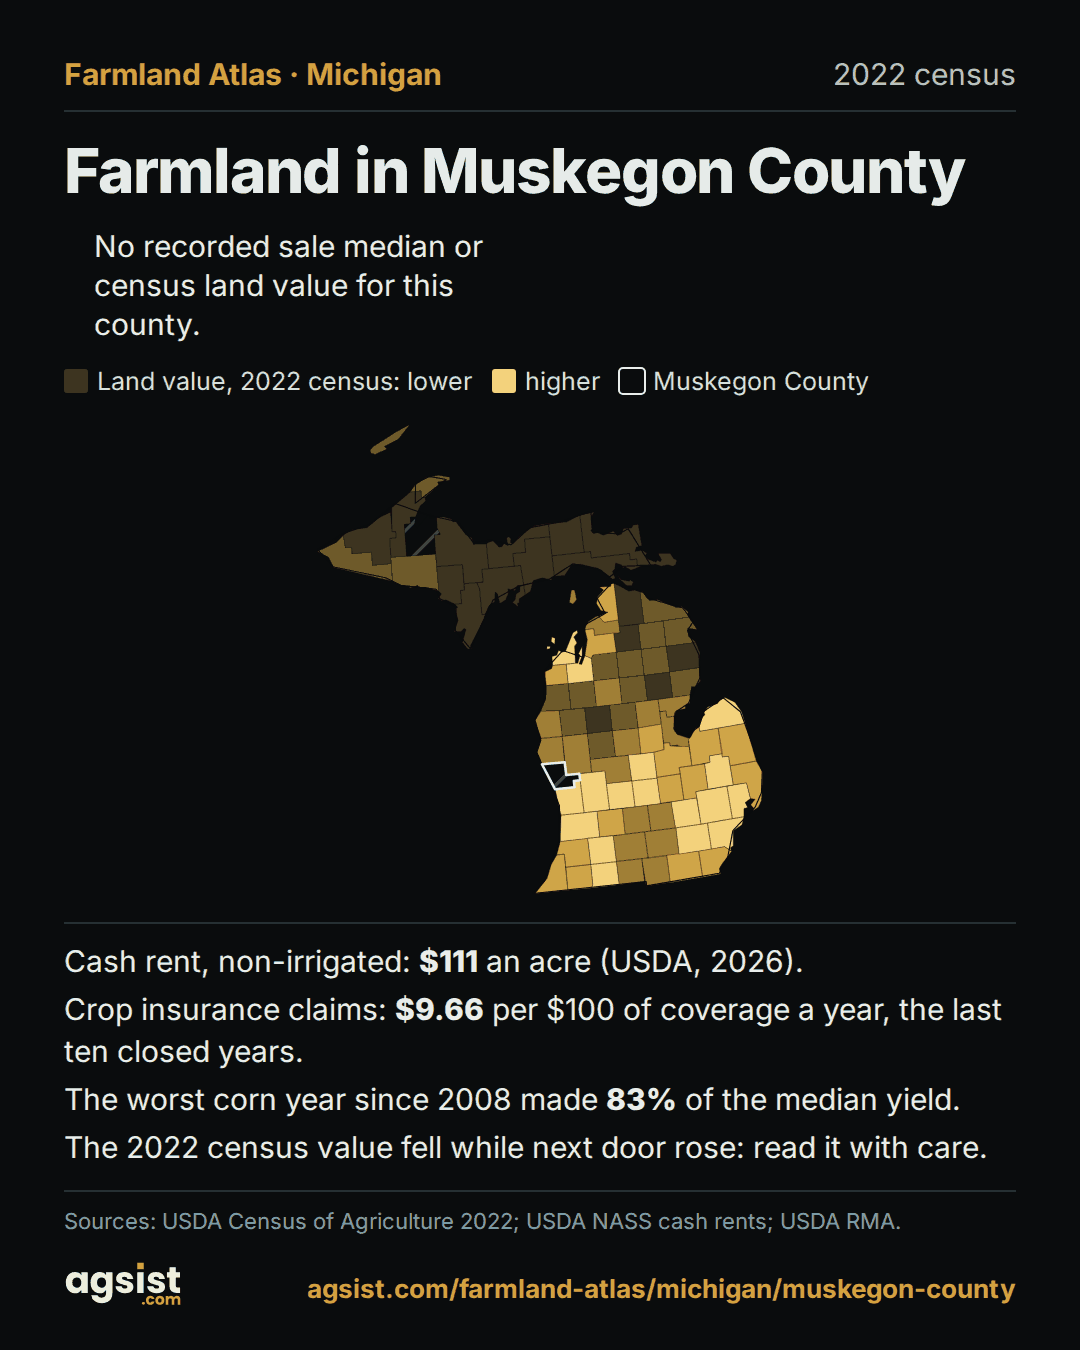 Farmland Atlas · Michigan
2022 census
Farmland in Muskegon County
No recorded sale median or
census land value for this
county.
Land value, 2022 census: lower
higher
Muskegon County
Cash rent, non-irrigated: $111 an acre (USDA, 2026).
Crop insurance claims: $9.66 per $100 of coverage a year, the last
ten closed years.
The worst corn year since 2008 made 83% of the median yield.
The 2022 census value fell while next door rose: read it with care.
Sources: USDA Census of Agriculture 2022; USDA NASS cash rents; USDA RMA.
agsist
.com
agsist.com/farmland-atlas/michigan/muskegon-county